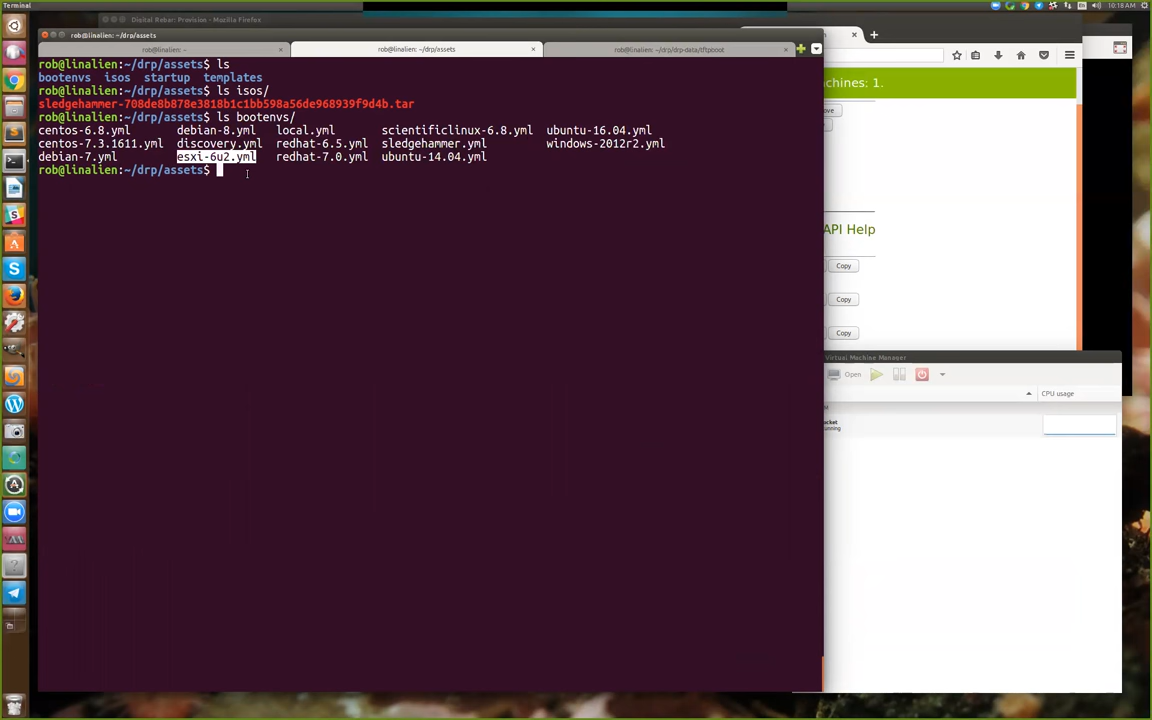 Terminal
10:18 AM
Digital Rebar: Provision - Mozilla Firefox
rob@linalien: ~/drp/assets
rob@linalien: ~
rob@linalien: ~/drp/assets
rob@linalien: ~/drp/drp-data/tftpboot
rob@linalien:~/drp/assets$ ls
bootenvs isos startup templates
rob@linalien:~/drp/assets$ ls isos/
sledgehammer-708de8b878e3818b1c1bb598a56de968939f9d4b.tar
rob@linalien:~/drp/assets$ ls bootenvs/
centos-6.8.yml debian-8.yml local.yml scientificlinux-6.8.yml ubuntu-16.04.yml
centos-7.3.1611.yml discovery.yml redhat-6.5.yml sledgehammer.yml windows-2012r2.yml
debian-7.yml esxi-6u2.yml redhat-7.0.yml ubuntu-14.04.yml
rob@linalien:~/drp/assets$
achines: 1.
ove
API Help
Copy
Copy
Copy
Virtual Machine Manager
Open
CPU usage
acket
unning